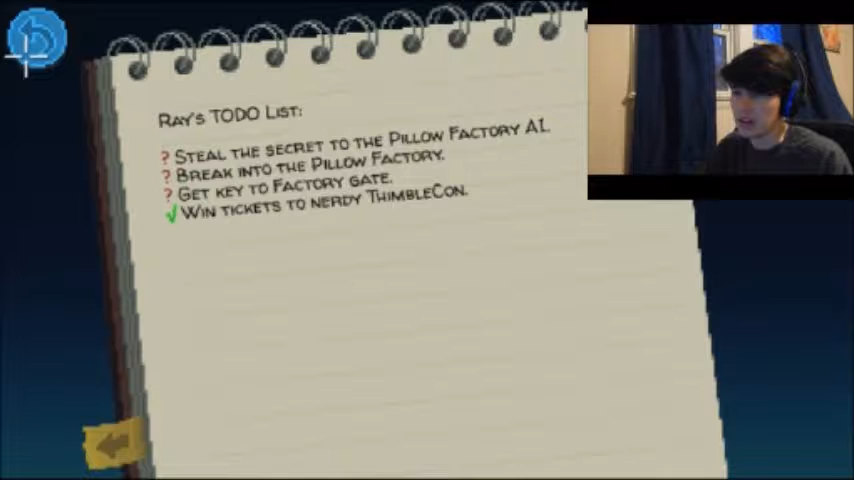 Ray's TODO List:
? Steal the secret to the Pillow Factory AI.
? Break into the Pillow Factory.
? Get key to Factory gate.
√ Win tickets to nerdy ThimbleCon.